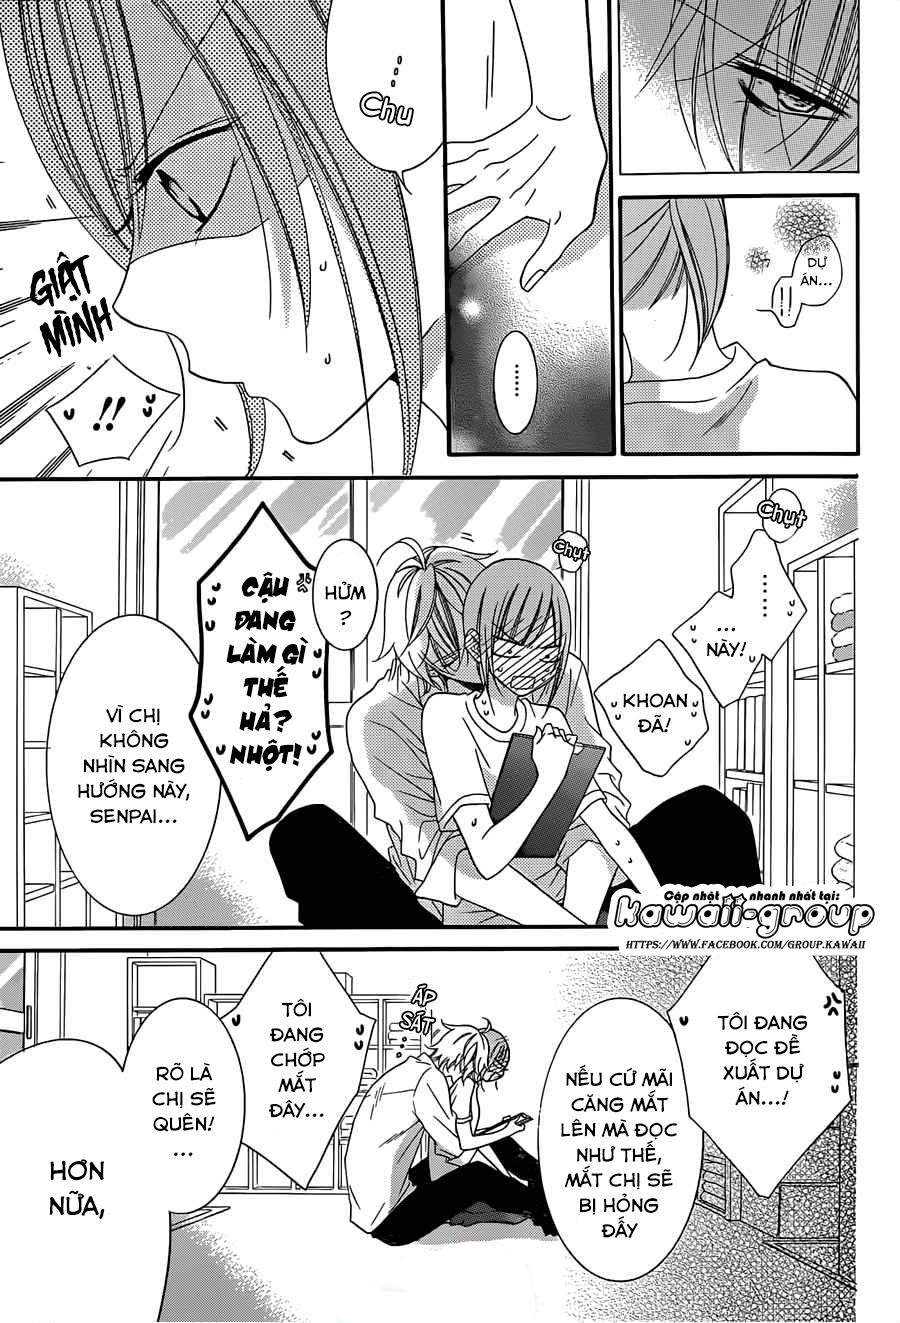 DỰ
ÁN...
!!
......
...
Chu
GIẬT
MÌNH
!!
Chụt
......
...
NÀY!
KHOAN
ĐÃ!
Chụt
HỬM
?
CẬU
ĐANG
LÀM GÌ
THẾ
HẢ?
NHỘT!
VÌ CHỊ
KHÔNG
NHÌN SANG
HƯỚNG NÀY,
SENPAI...
Cập nhật nhanh nhất tại:
kawaii-group
HTTPS://WWW.FACEBOOK.COM/GROUP.KAWAII
TÔI ĐANG
ĐỌC ĐỀ
XUẤT DỰ
ÁN...!
NẾU CỨ MÃI
CĂNG MẮT
LÊN MÀ ĐỌC
NHƯ THẾ,
MẮT CHỊ SẼ
BỊ HỎNG
ĐẤY
ÁP
SÁT
...
TÔI
ĐANG
CHỚP
MẮT
ĐÂY...
RÕ LÀ
CHỊ SẼ
QUÊN!
...
HƠN
NỮA,